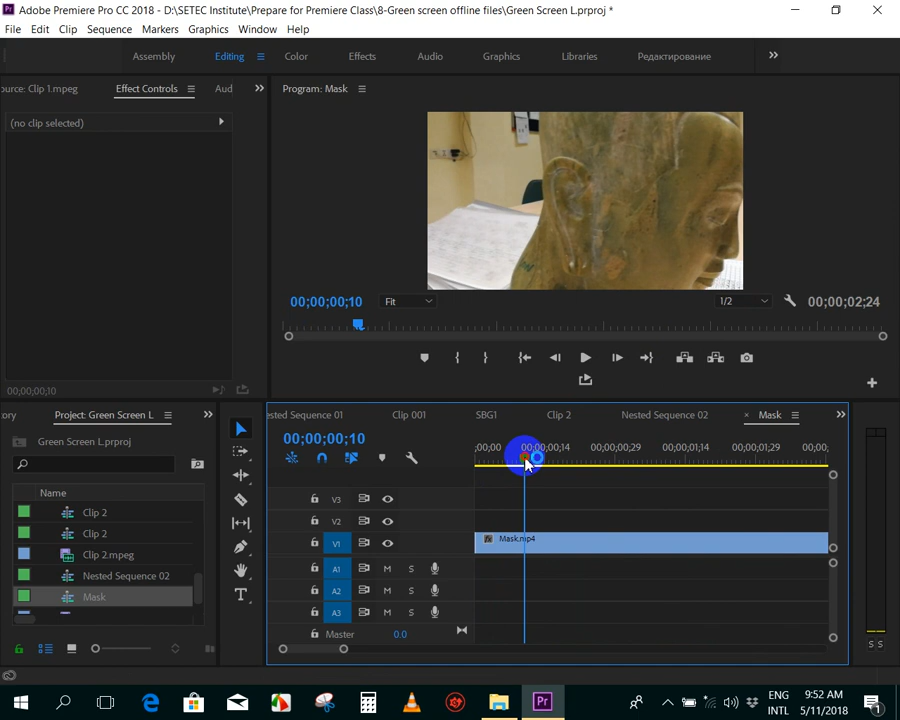 Adobe Premiere Pro CC 2018 - D:\SETEC Institute\Prepare for Premiere Class\8-Green screen offline files\Green Screen L.prproj *
File Edit Clip Sequence Markers Graphics Window Help
Assembly Editing Color Effects Audio Graphics Libraries Редактирование
ource: Clip 1.mpeg Effect Controls Aud Program: Mask
(no clip selected)
00;00;00;10 Fit 1/2 00;00;02;24
00;00;00;10
ory Project: Green Screen L
ested Sequence 01 Clip 001 SBG1 Clip 2 Nested Sequence 02 × Mask
Green Screen L.prproj
00;00;00;10
;00;00 00;00;00;14 00;00;00;29 00;00;01;14 00;00;01;29 00;00;
Name
Clip 2
Clip 2
Clip 2.mpeg
Nested Sequence 02
Mask
V3
V2
V1 fx Mask.mp4
A1 M S
A2 M S
A3 M S
Master 0.0
S S
ENG 9:52 AM
INTL 5/11/2018 1